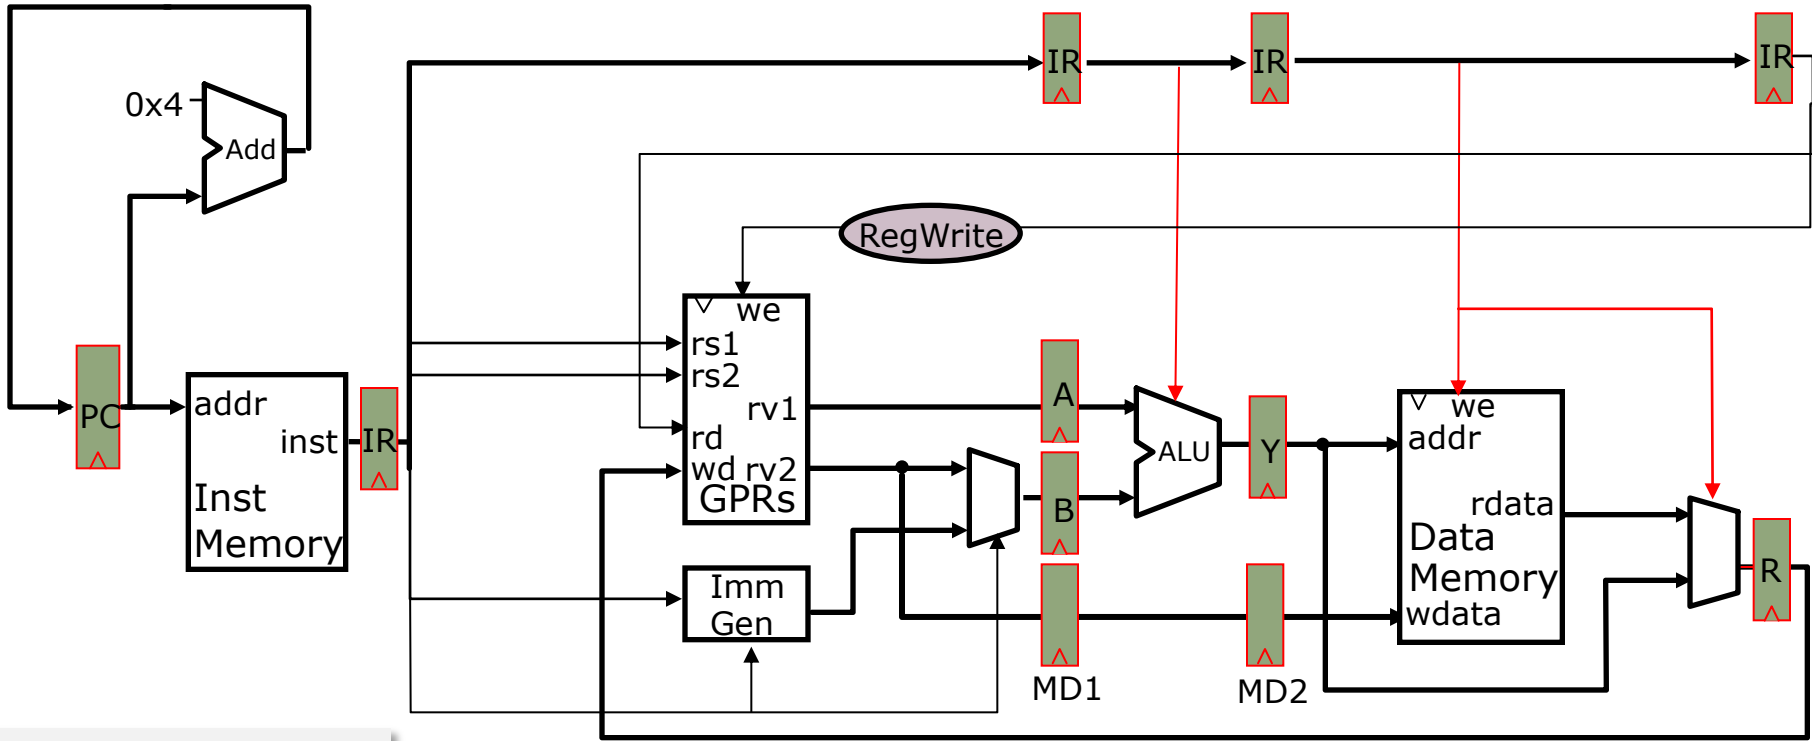 IR
IR
IR
0x4
Add
RegWrite
we
rs1
rs2
rv1
rd
wd rv2
GPRs
PC
addr
inst
Inst
Memory
IR
A
B
ALU
Y
we
addr
rdata
Data
Memory
wdata
R
Imm
Gen
MD1
MD2